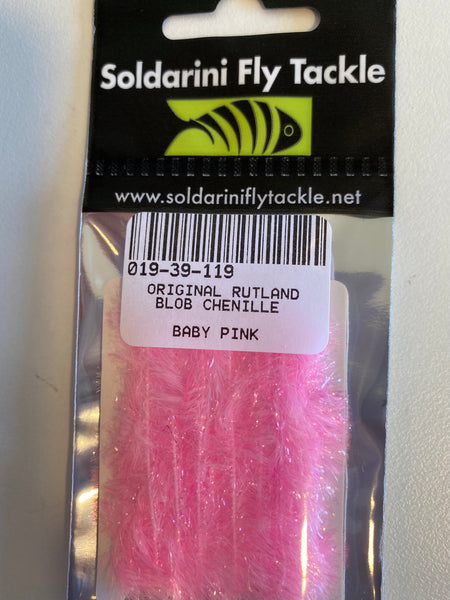 Soldarini Fly Tackle
www.soldariniflytackle.net
019-39-119
ORIGINAL RUTLAND
BLOB CHENILLE
BABY PINK